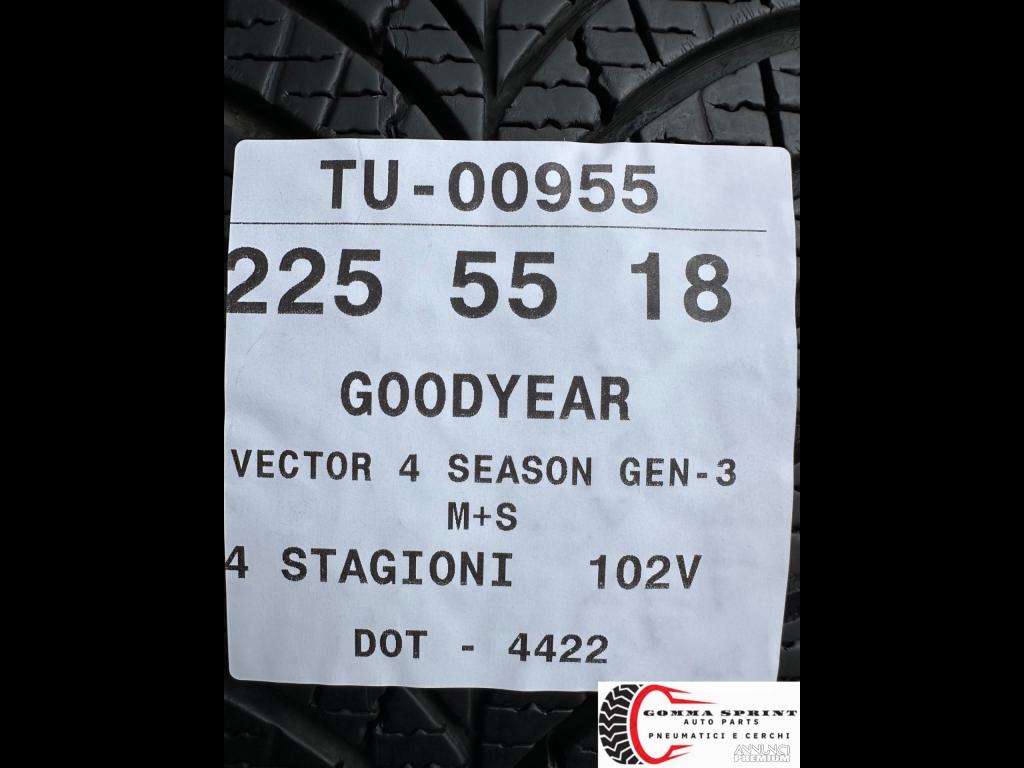 TU-00955
225 55 18
GOODYEAR
VECTOR 4 SEASON GEN-3
M+S
4 STAGIONI 102V
DOT - 4422
GOMMA SPRINT
AUTO PARTS
PNEUMATICI E CERCHI
ANNUNCI
PREMIUM